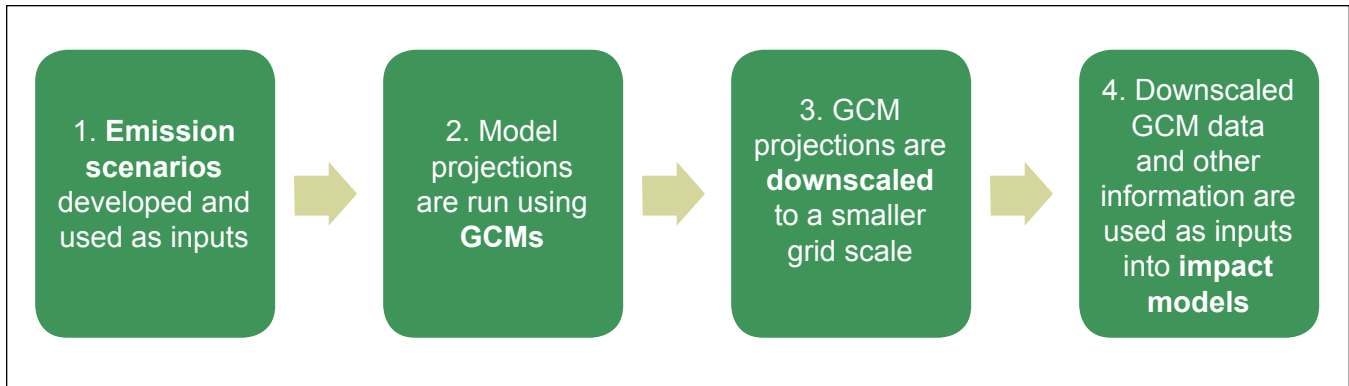 1. Emission
scenarios
developed and
used as inputs
2. Model
projections
are run using
GCMs
3. GCM
projections are
downscaled
to a smaller
grid scale
4. Downscaled
GCM data
and other
information are
used as inputs
into impact
models